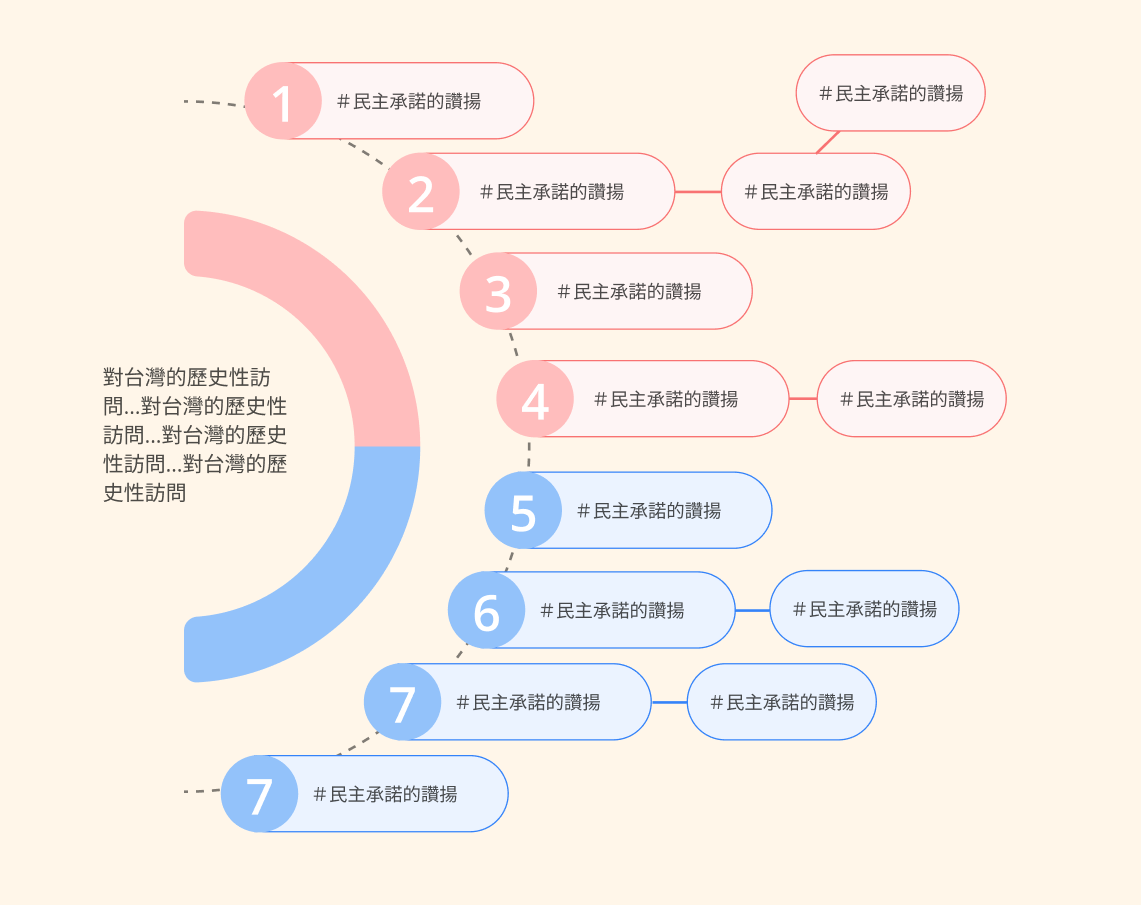 1
＃民主承諾的讚揚
＃民主承諾的讚揚
2
＃民主承諾的讚揚
＃民主承諾的讚揚
3
＃民主承諾的讚揚
對台灣的歷史性訪
問...對台灣的歷史性
訪問...對台灣的歷史
性訪問...對台灣的歷
史性訪問
4
＃民主承諾的讚揚
＃民主承諾的讚揚
5
＃民主承諾的讚揚
6
＃民主承諾的讚揚
＃民主承諾的讚揚
7
＃民主承諾的讚揚
＃民主承諾的讚揚
7
＃民主承諾的讚揚